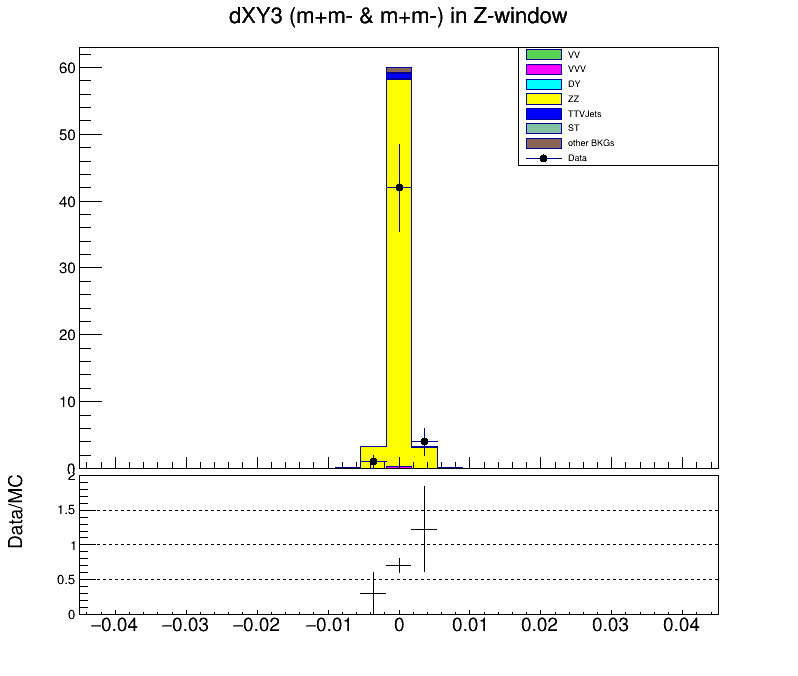 dXY3 (m+m- & m+m-) in Z-window
60
50
40
30
20
10
0
VV
VVV
DY
ZZ
TTVJets
ST
other BKGs
Data
Data/MC
2
1.5
1
0.5
0
−0.04 −0.03 −0.02 −0.01 0 0.01 0.02 0.03 0.04